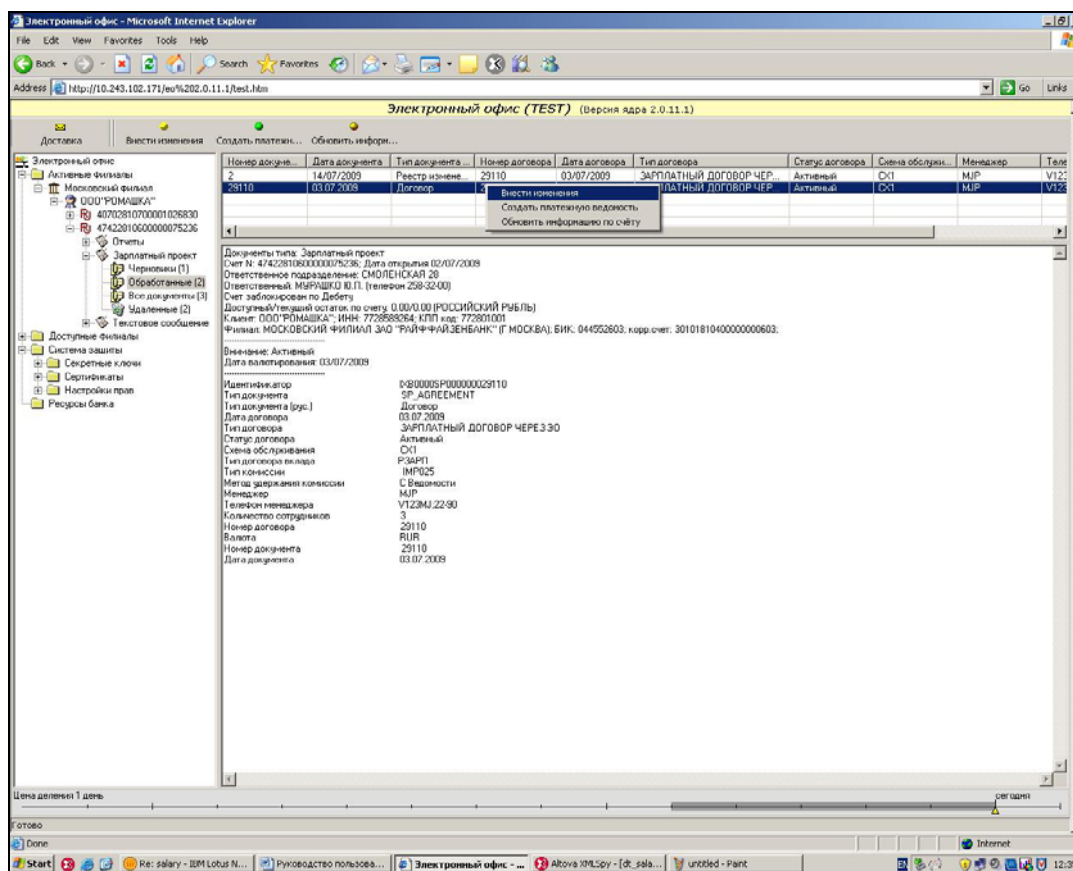 Электронный офис - Microsoft Internet Explorer
File Edit View Favorites Tools Help
Back Search Favorites
Address http://10.243.102.171/eo%202.0.11.1/test.htm Go Links
Электронный офис (TEST) (Версия ядра 2.0.11.1)
Доставка Внести изменения Создать платежн... Обновить информ...
Электронный офис
Активные филиалы
Московский филиал
ООО"РОМАШКА"
40702810700001026830
47422810600000075236
Отчеты
Зарплатный проект
Черновики (1)
Обработанные (2)
Все документы (3)
Удаленные (2)
Текстовое сообщение
Доступные филиалы
Система защиты
Секретные ключи
Сертификаты
Настройки прав
Ресурсы банка
Номер докуме... Дата документа Тип документа ... Номер договора Дата договора Тип договора Статус договора Схема обслужи... Менеджер Теле
2 14/07/2009 Реестр измене... 29110 03/07/2009 ЗАРПЛАТНЫЙ ДОГОВОР ЧЕР... Активный CX1 MJP V123
29110 03.07.2009 Договор 2 ПЛАТНЫЙ ДОГОВОР ЧЕР... Активный CX1 MJP V123
Внести изменения
Создать платежную ведомость
Обновить информацию по счёту
Документы типа: Зарплатный проект
Счет N: 47422810600000075236; Дата открытия 02/07/2009
Ответственное подразделение: СМОЛЕНСКАЯ 28
Ответственный: МУРАШКО Ю.П. (телефон 258-32-00)
Счет заблокирован по Дебету
Доступный/текущий остаток по счету: 0.00/0.00 (РОССИЙСКИЙ РУБЛЬ)
Клиент: ООО"РОМАШКА"; ИНН: 7728589264; КПП код: 772801001
Филиал: МОСКОВСКИЙ ФИЛИАЛ ЗАО "РАЙФФАЙЗЕНБАНК" (Г МОСКВА); БИК: 044552603; корр.счет: 30101810400000000603;
Внимание: Активный
Дата валютирования: 03/07/2009
Идентификатор IXB0000SP000000029110
Тип документа SP_AGREEMENT
Тип документа (рус.) Договор
Дата договора 03.07.2009
Тип договора ЗАРПЛАТНЫЙ ДОГОВОР ЧЕРЕЗ ЭО
Статус договора Активный
Схема обслуживания CX1
Тип договора вклада РЗАРП
Тип комиссии IMP025
Метод удержания комиссии С Ведомости
Менеджер MJP
Телефон менеджера V123MJ,22-90
Количество сотрудников 3
Номер договора 29110
Валюта RUR
Номер документа 29110
Дата документа 03.07.2009
Цена деления 1 день сегодня
Готово
Done Internet
Start Re: salary - IBM Lotus N... Руководство пользова... Электронный офис - ... Altova XMLSpy - [dt_sala... untitled - Paint EN 12:3